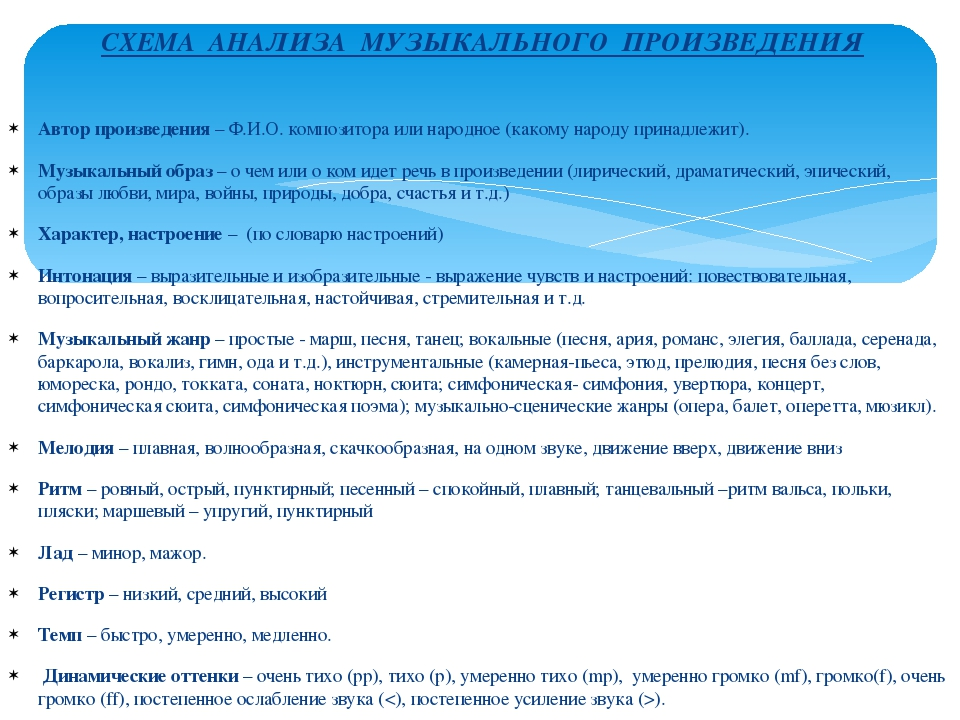 СХЕМА АНАЛИЗА МУЗЫКАЛЬНОГО ПРОИЗВЕДЕНИЯ
Автор произведения – Ф.И.О. композитора или народное (какому народу принадлежит).
Музыкальный образ – о чем или о ком идет речь в произведении (лирический, драматический, эпический,
образы любви, мира, войны, природы, добра, счастья и т.д.)
Характер, настроение – (по словарю настроений)
Интонация – выразительные и изобразительные - выражение чувств и настроений: повествовательная,
вопросительная, восклицательная, настойчивая, стремительная и т.д.
Музыкальный жанр – простые - марш, песня, танец; вокальные (песня, ария, романс, элегия, баллада, серенада,
баркарола, вокализ, гимн, ода и т.д.), инструментальные (камерная-пьеса, этюд, прелюдия, песня без слов,
юмореска, рондо, токката, соната, ноктюрн, сюита; симфоническая- симфония, увертюра, концерт,
симфоническая сюита, симфоническая поэма); музыкально-сценические жанры (опера, балет, оперетта, мюзикл).
Мелодия – плавная, волнообразная, скачкообразная, на одном звуке, движение вверх, движение вниз
Ритм – ровный, острый, пунктирный; песенный – спокойный, плавный; танцевальный –ритм вальса, польки,
пляски; маршевый – упругий, пунктирный
Лад – минор, мажор.
Регистр – низкий, средний, высокий
Темп – быстро, умеренно, медленно.
Динамические оттенки – очень тихо (pp), тихо (p), умеренно тихо (mp), умеренно громко (mf), громко(f), очень
громко (ff), постепенное ослабление звука (<), постепенное усиление звука (>).